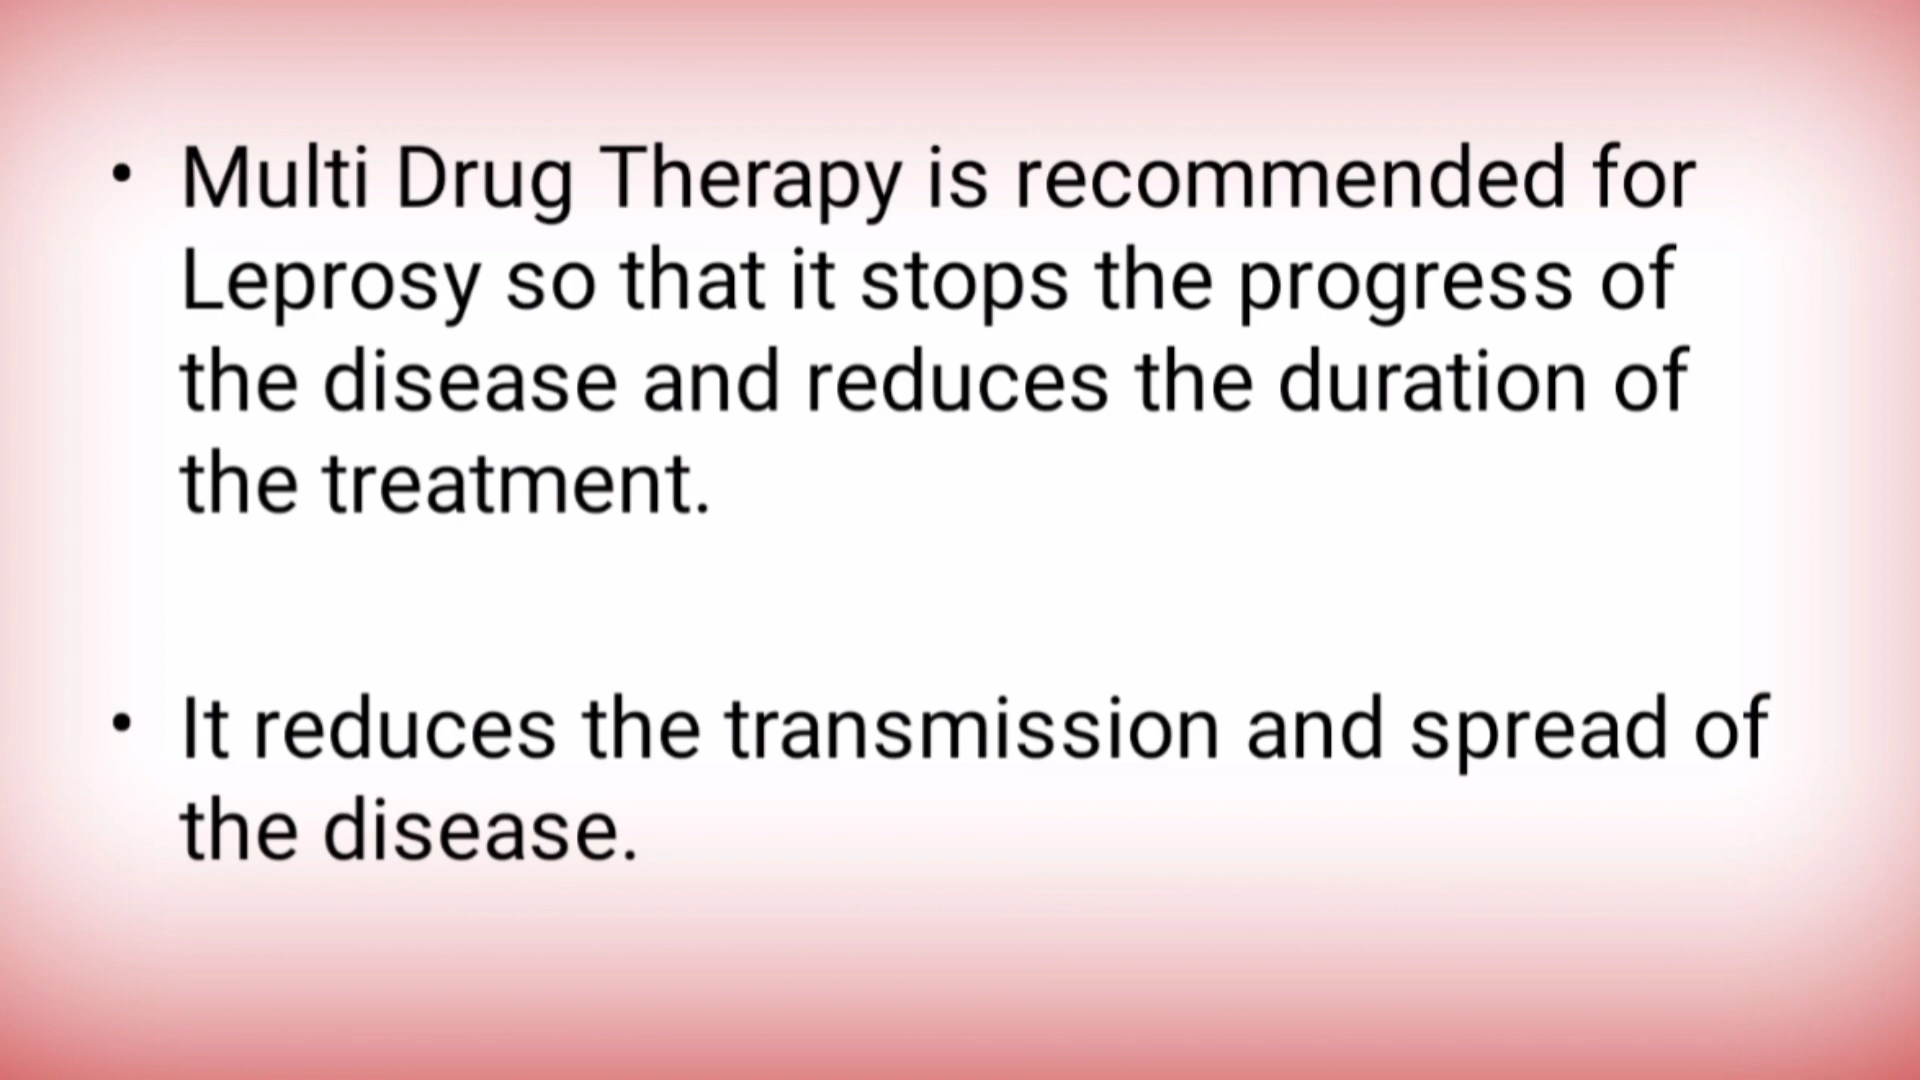 • Multi Drug Therapy is recommended for
Leprosy so that it stops the progress of
the disease and reduces the duration of
the treatment.
• It reduces the transmission and spread of
the disease.